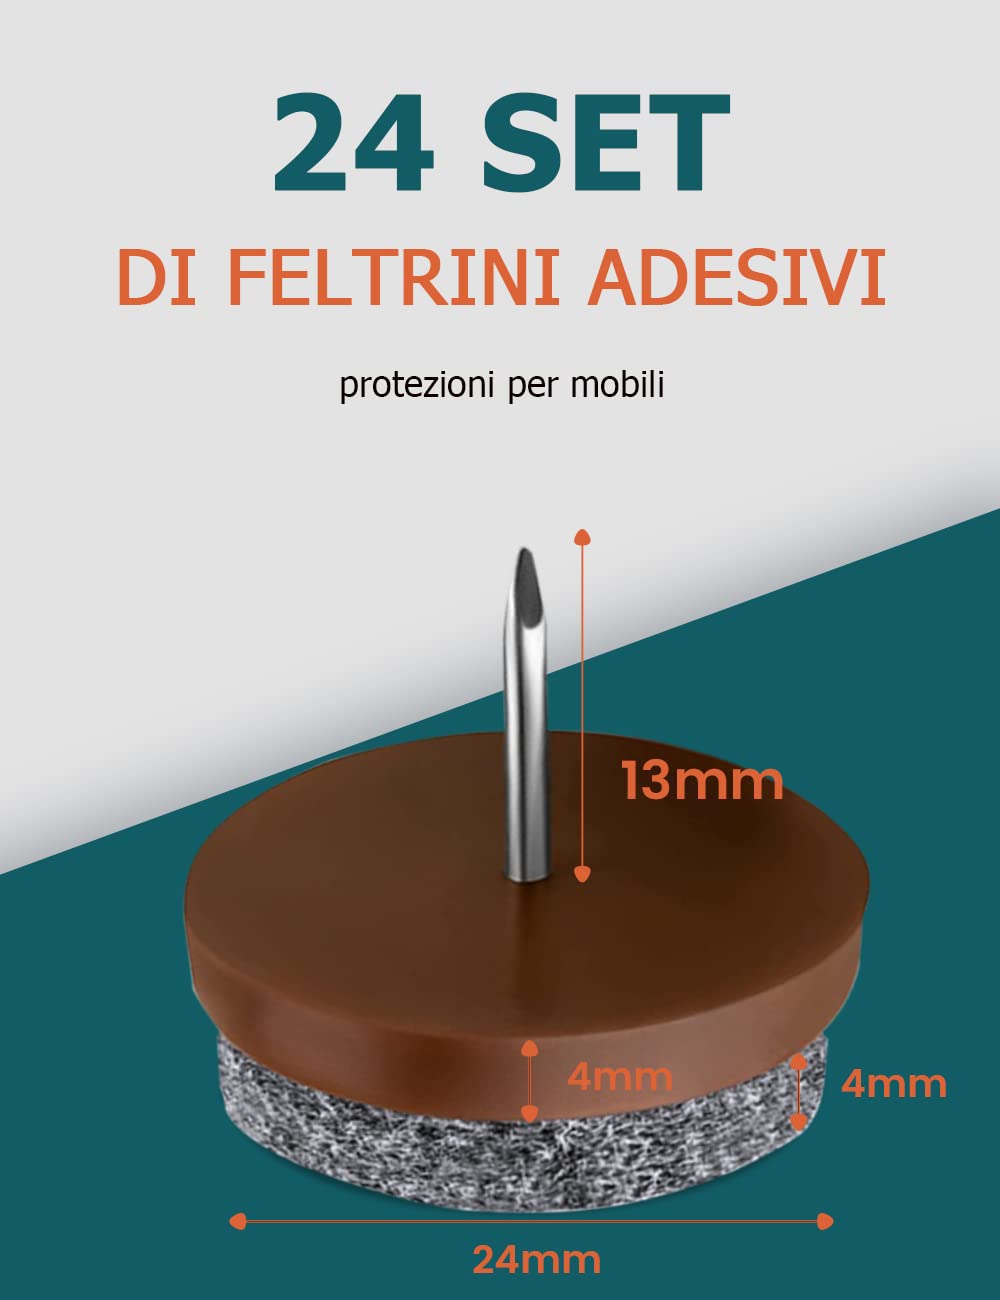 24 SET
DI FELTRINI ADESIVI
protezioni per mobili
13mm
4mm
4mm
24mm